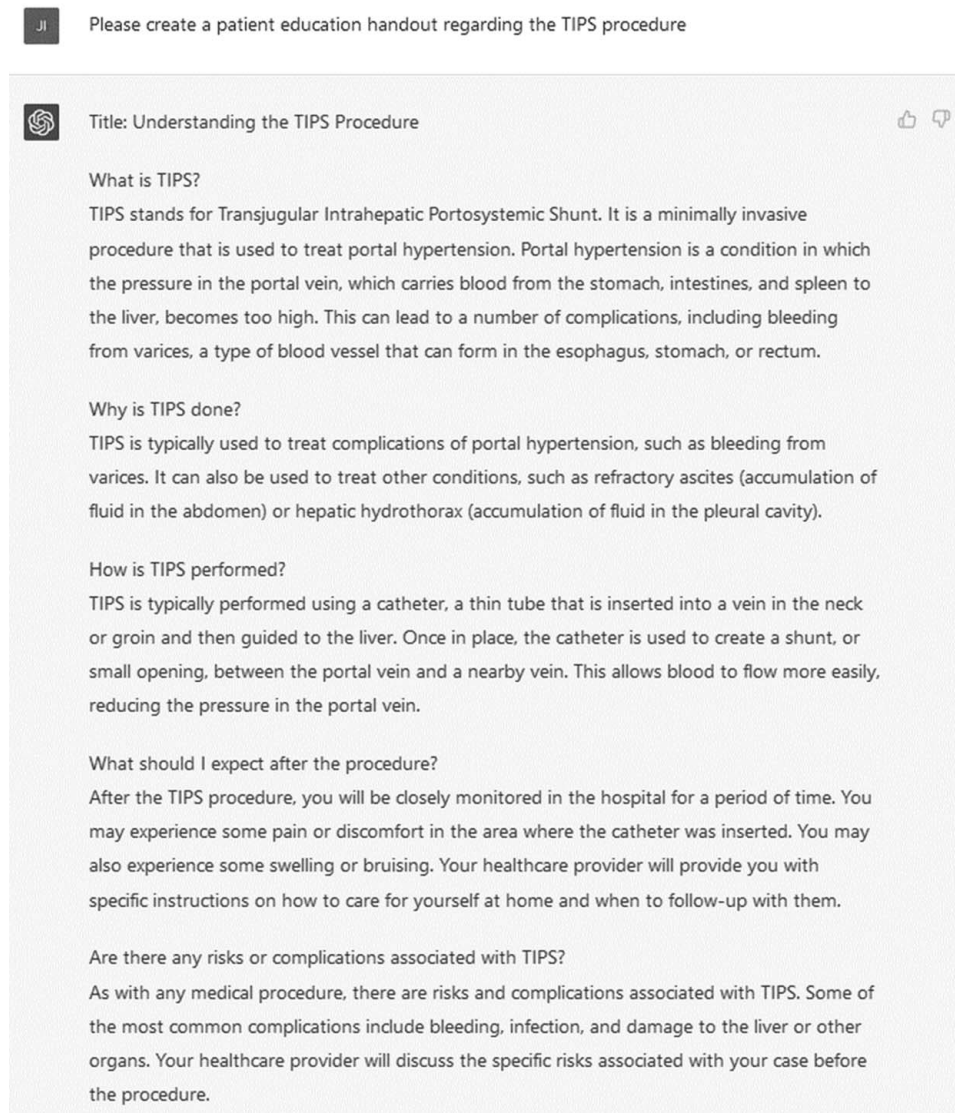 JI
Please create a patient education handout regarding the TIPS procedure
Title: Understanding the TIPS Procedure
What is TIPS?
TIPS stands for Transjugular Intrahepatic Portosystemic Shunt. It is a minimally invasive
procedure that is used to treat portal hypertension. Portal hypertension is a condition in which
the pressure in the portal vein, which carries blood from the stomach, intestines, and spleen to
the liver, becomes too high. This can lead to a number of complications, including bleeding
from varices, a type of blood vessel that can form in the esophagus, stomach, or rectum.
Why is TIPS done?
TIPS is typically used to treat complications of portal hypertension, such as bleeding from
varices. It can also be used to treat other conditions, such as refractory ascites (accumulation of
fluid in the abdomen) or hepatic hydrothorax (accumulation of fluid in the pleural cavity).
How is TIPS performed?
TIPS is typically performed using a catheter, a thin tube that is inserted into a vein in the neck
or groin and then guided to the liver. Once in place, the catheter is used to create a shunt, or
small opening, between the portal vein and a nearby vein. This allows blood to flow more easily,
reducing the pressure in the portal vein.
What should I expect after the procedure?
After the TIPS procedure, you will be closely monitored in the hospital for a period of time. You
may experience some pain or discomfort in the area where the catheter was inserted. You may
also experience some swelling or bruising. Your healthcare provider will provide you with
specific instructions on how to care for yourself at home and when to follow-up with them.
Are there any risks or complications associated with TIPS?
As with any medical procedure, there are risks and complications associated with TIPS. Some of
the most common complications include bleeding, infection, and damage to the liver or other
organs. Your healthcare provider will discuss the specific risks associated with your case before
the procedure.